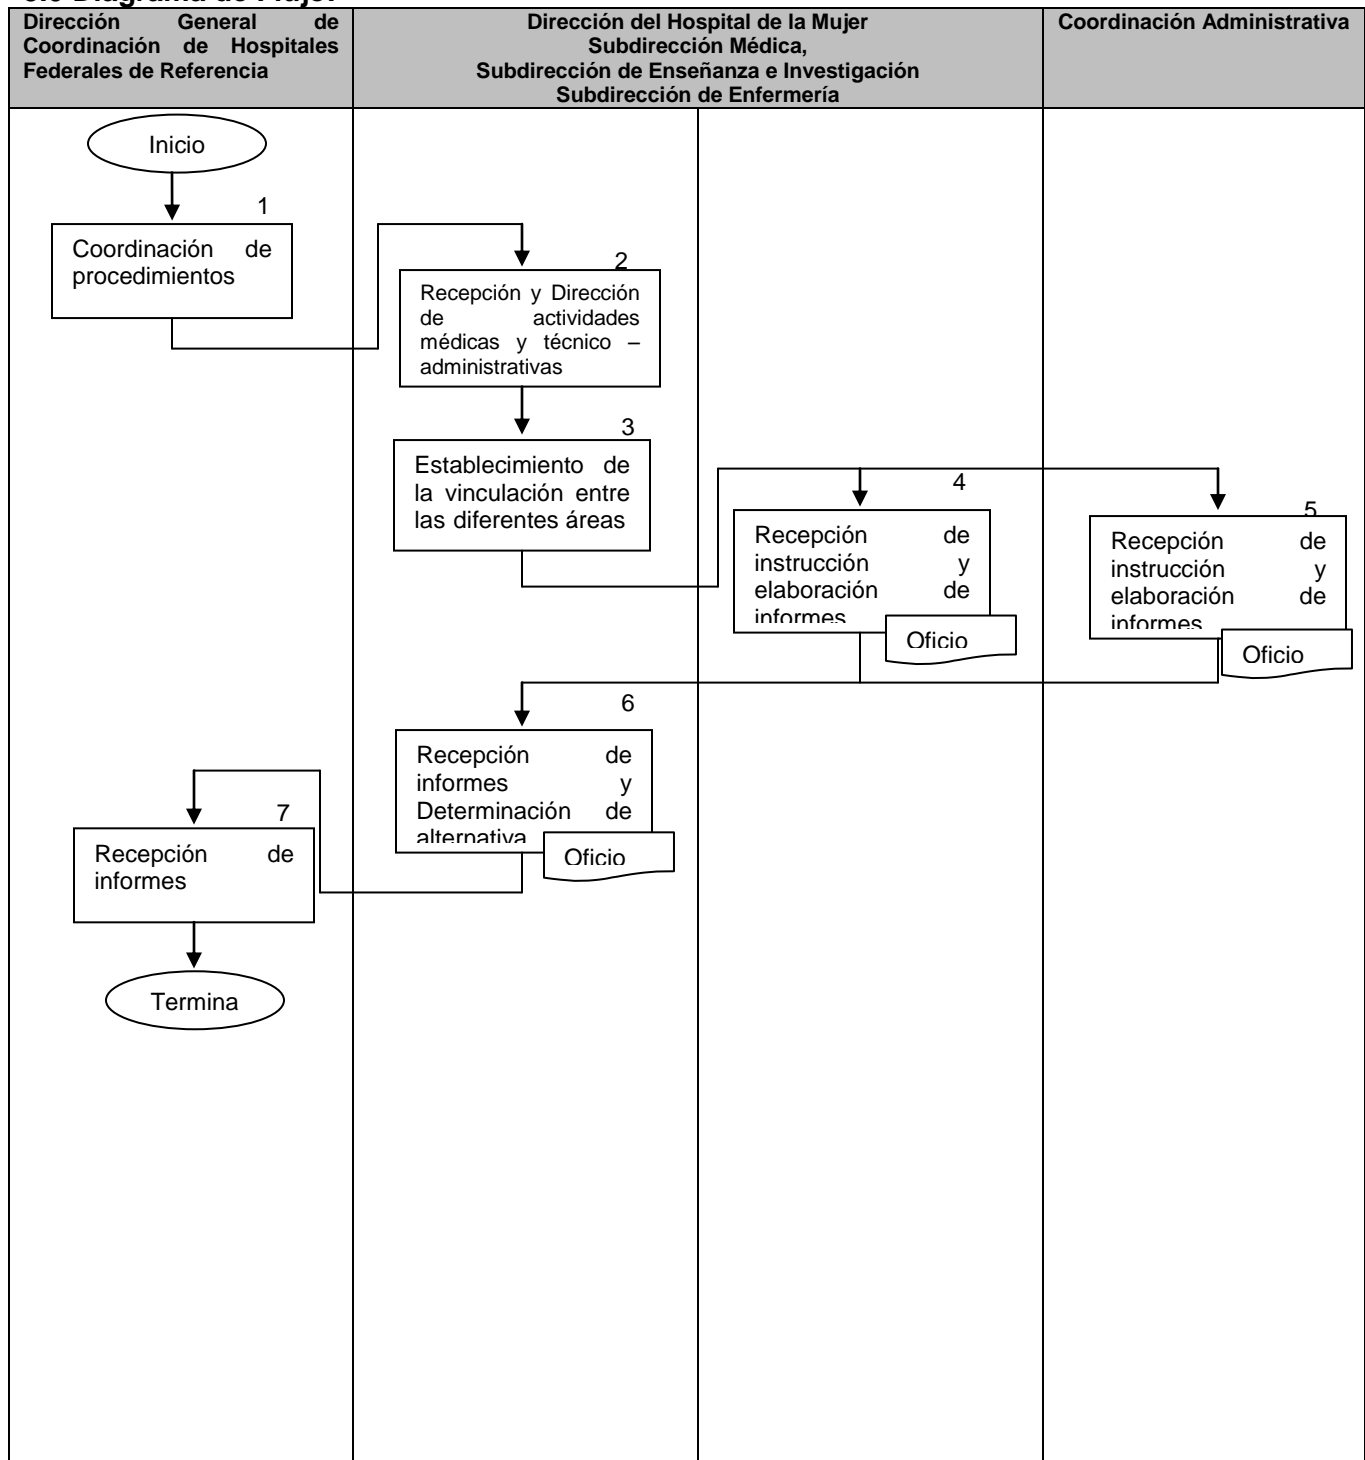 Dirección General de
Coordinación de Hospitales
Federales de Referencia
Dirección del Hospital de la Mujer
Subdirección Médica,
Subdirección de Enseñanza e Investigación
Subdirección de Enfermería
Coordinación Administrativa
Inicio
1
Coordinación de
procedimientos
2
Recepción y Dirección
de actividades
médicas y técnico –
administrativas
3
Establecimiento de
la vinculación entre
las diferentes áreas
4
Recepción de
instrucción y
elaboración de
informes
Oficio
5
Recepción de
instrucción y
elaboración de
informes
Oficio
6
Recepción de
informes y
Determinación de
alternativa
Oficio
7
Recepción de
informes
Termina